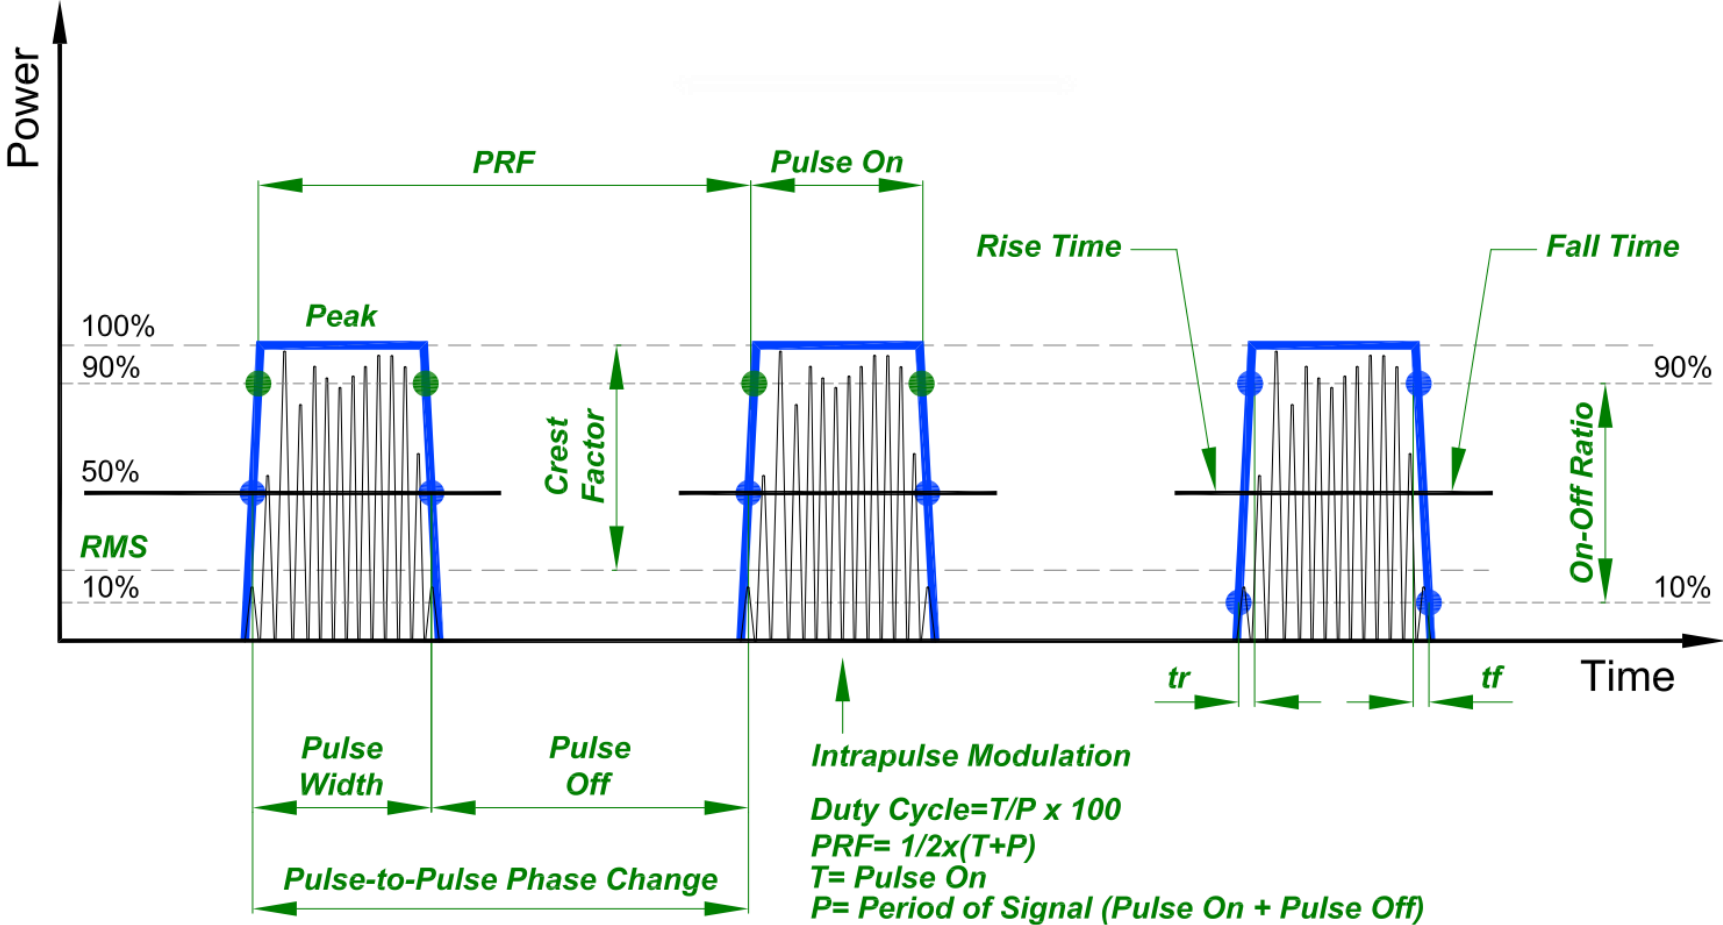 Power
PRF
Pulse On
Rise Time
Fall Time
Peak
100%
90%
90%
Crest
Factor
On-Off Ratio
50%
RMS
10%
10%
Time
tr
tf
Pulse
Width
Pulse
Off
Intrapulse Modulation
Duty Cycle=T/P x 100
PRF= 1/2x(T+P)
T= Pulse On
P= Period of Signal (Pulse On + Pulse Off)
Pulse-to-Pulse Phase Change